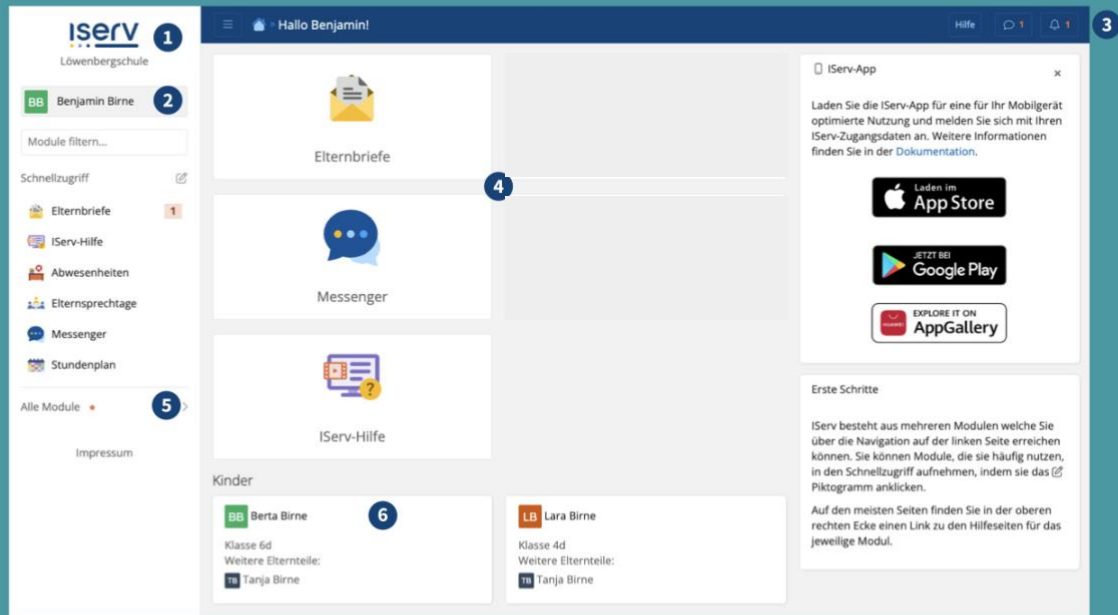 IServ
1
Löwenbergschule
BB Benjamin Birne 2
Module filtern...
Schnellzugriff
Elternbriefe 1
IServ-Hilfe
Abwesenheiten
Elternsprechtage
Messenger
Stundenplan
Alle Module 5
Impressum
Hallo Benjamin!
Hilfe 1 1 3
Elternbriefe
4
Messenger
IServ-Hilfe
Kinder
BB Berta Birne 6
Klasse 6d
Weitere Elternteile:
TB Tanja Birne
LB Lara Birne
Klasse 4d
Weitere Elternteile:
TB Tanja Birne
IServ-App ×
Laden Sie die IServ-App für eine für Ihr Mobilgerät
optimierte Nutzung und melden Sie sich mit Ihren
IServ-Zugangsdaten an. Weitere Informationen
finden Sie in der Dokumentation.
Laden im
App Store
JETZT BEI
Google Play
EXPLORE IT ON
AppGallery
Erste Schritte
IServ besteht aus mehreren Modulen welche Sie
über die Navigation auf der linken Seite erreichen
können. Sie können Module, die sie häufig nutzen,
in den Schnellzugriff aufnehmen, indem sie das
Piktogramm anklicken.
Auf den meisten Seiten finden Sie in der oberen
rechten Ecke einen Link zu den Hilfeseiten für das
jeweilige Modul.